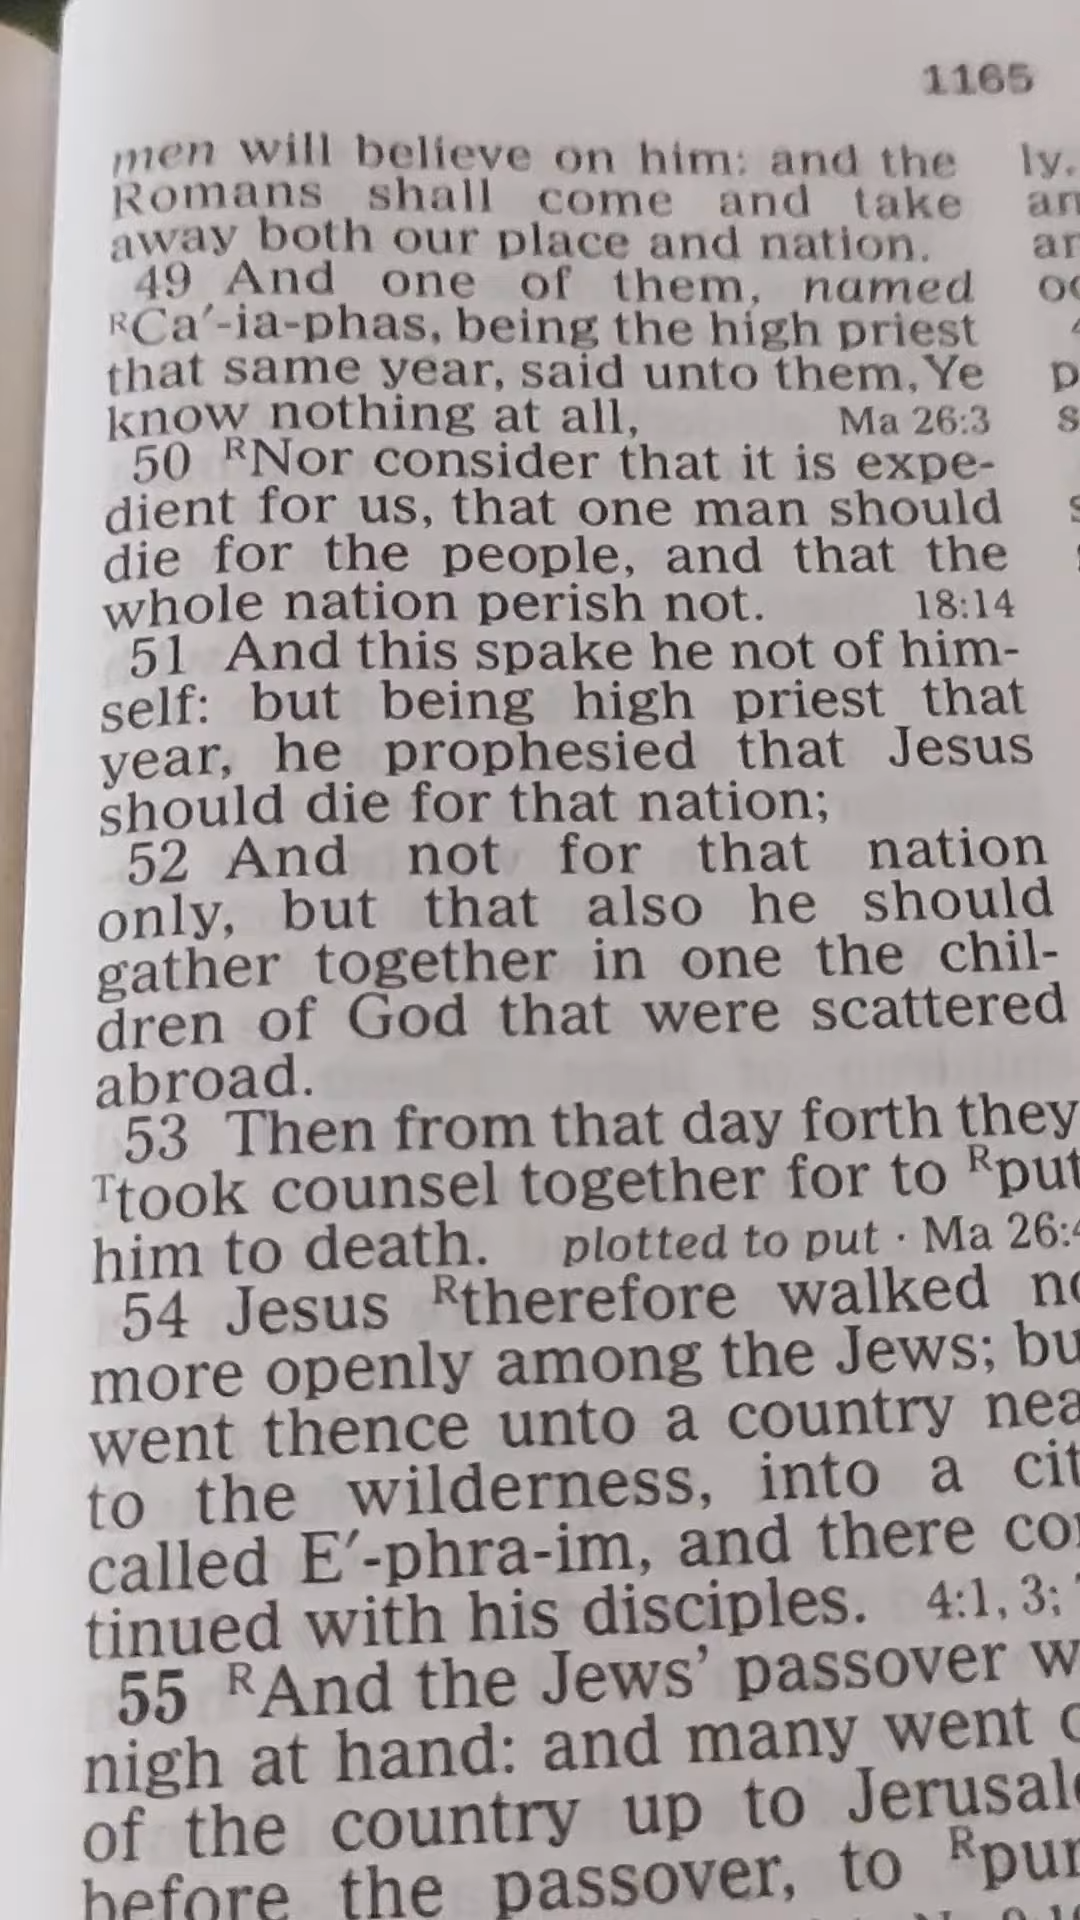 1165
men will believe on him: and the
Romans shall come and take
away both our place and nation.
49 And one of them, named
RCa′-ia-phas, being the high priest
that same year, said unto them, Ye
know nothing at all, Ma 26:3
50 RNor consider that it is expe-
dient for us, that one man should
die for the people, and that the
whole nation perish not. 18:14
51 And this spake he not of him-
self: but being high priest that
year, he prophesied that Jesus
should die for that nation;
52 And not for that nation
only, but that also he should
gather together in one the chil-
dren of God that were scattered
abroad.
53 Then from that day forth they
Ttook counsel together for to Rput
him to death. plotted to put · Ma 26:4
54 Jesus Rtherefore walked
more openly among the Jews;
went thence unto a country
to the wilderness, into a
called E′-phra-im, and there
tinued with his disciples. 4:1, 3;
55 RAnd the Jews’ passover
nigh at hand: and many went
of the country up to
before the passover, to
ly.